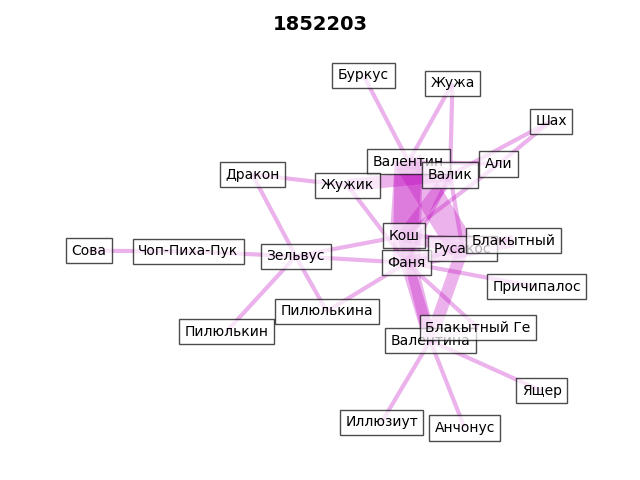 1852203
Буркус
Жужа
Шах
Валентин
Али
Валик
Дракон
Жужик
Кош
Блакытный
Сова
Чоп-Пиха-Пук
Зельвус
Фаня
Причипалос
Пилюлькина
Блакытный Ге
Пилюлькин
Валентина
Ящер
Иллюзиут
Анчонус